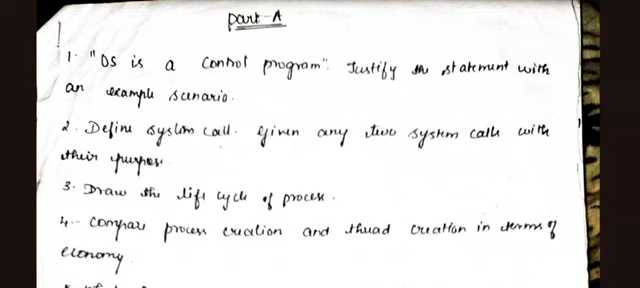 Part-A
1. "OS is a control program". Justify the statement with
an example scenario.
2. Define system call. Given any two system calls with
their purpose.
3. Draw the life cycle of process.
4. Compare process creation and thread creation in terms of
economy.